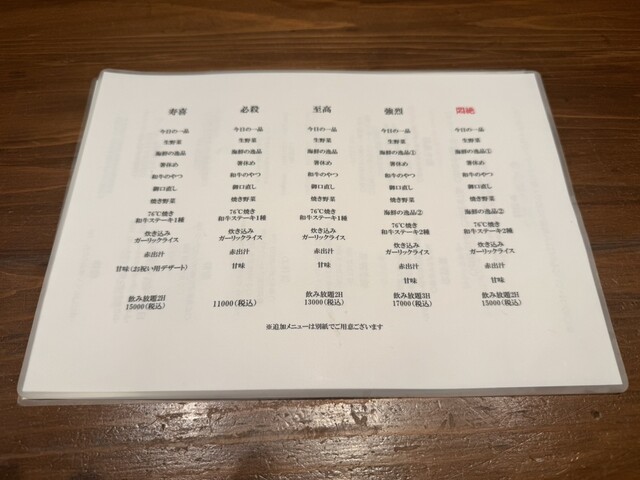 寿喜
今日の一品
生野菜
海鮮の逸品
箸休め
和牛のやつ
御口直し
焼き野菜
76℃焼き
和牛ステーキ1種
炊き込み
ガーリックライス
赤出汁
甘味(お祝い用デザート)
飲み放題2H
15000(税込)
必殺
今日の一品
生野菜
海鮮の逸品
箸休め
和牛のやつ
御口直し
焼き野菜
76℃焼き
和牛ステーキ1種
炊き込み
ガーリックライス
赤出汁
甘味
11000(税込)
至高
今日の一品
生野菜
海鮮の逸品
箸休め
和牛のやつ
御口直し
焼き野菜
76℃焼き
和牛ステーキ1種
炊き込み
ガーリックライス
赤出汁
甘味
飲み放題2H
13000(税込)
強烈
今日の一品
生野菜
海鮮の逸品①
箸休め
和牛のやつ
御口直し
焼き野菜
海鮮の逸品②
76℃焼き
和牛ステーキ2種
炊き込み
ガーリックライス
赤出汁
甘味
飲み放題3H
17000(税込)
悶絶
今日の一品
生野菜
海鮮の逸品①
箸休め
和牛のやつ
御口直し
焼き野菜
海鮮の逸品②
76℃焼き
和牛ステーキ2種
炊き込み
ガーリックライス
赤出汁
甘味
飲み放題2H
15000(税込)
※追加メニューは別紙でご用意ございます